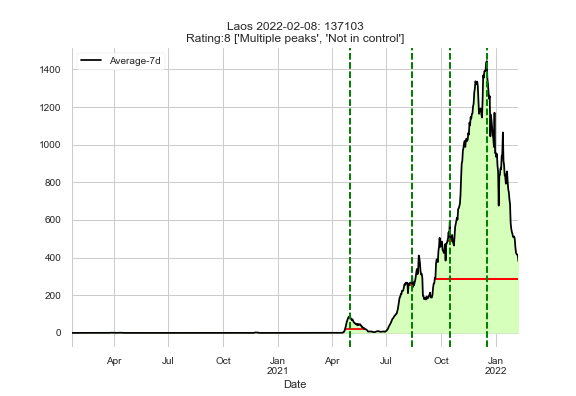 Laos 2022-02-08: 137103
Rating:8 ['Multiple peaks', 'Not in control']
Average-7d
1400
1200
1000
800
600
400
200
0
Apr
Jul
Oct
Jan
2021
Apr
Jul
Oct
Jan
2022
Date